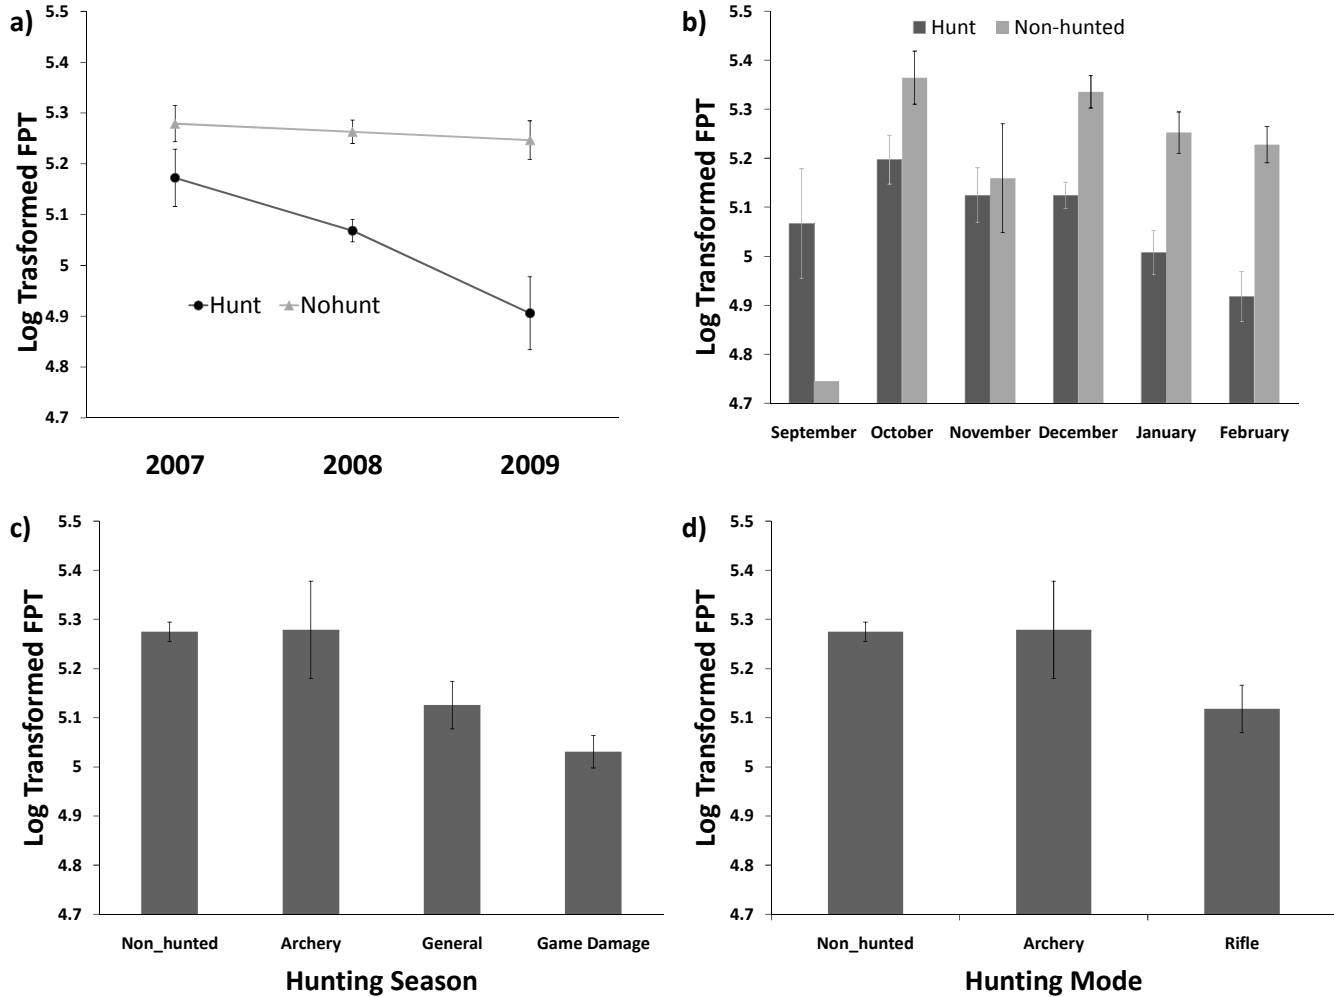 a)
Log Trasformed FPT
5.5
5.4
5.3
5.2
5.1
5
4.9
4.8
4.7
Hunt Nohunt
2007 2008 2009
b)
Log Transformed FPT
Hunt Non-hunted
5.5
5.4
5.3
5.2
5.1
5
4.9
4.8
4.7
September October November December January February
c)
Log Transformed FPT
5.5
5.4
5.3
5.2
5.1
5
4.9
4.8
4.7
Non_hunted Archery General Game Damage
Hunting Season
d)
Log Transformed FPT
5.5
5.4
5.3
5.2
5.1
5
4.9
4.8
4.7
Non_hunted Archery Rifle
Hunting Mode